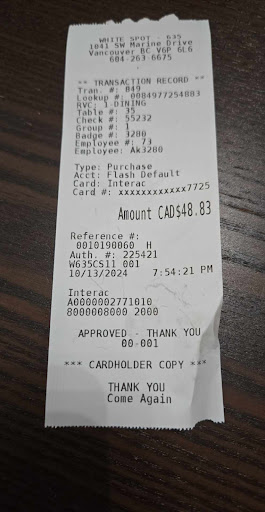 WHITE SPOT - 635
1041 SW Marine Drive
Vancouver BC V6P 6L6
604-263 6675
** TRANSACTION RECORD **
Tran. #: 049
Lookup #: 0084977254883
RVC: 1-DINING
Table #: 35
Check #: 55232
Group #: 1
Badge #: 3280
Employee #: 73
Employee: Ak3280
Type: Purchase
Acct: Flash Default
Card: Interac
Card #: xxxxxxxxxxxx7725
Amount CAD$48.83
Reference #:
0010190060 H
Auth. #: 225421
W635CS11 001
10/13/2024 7:54:21 PM
Interac
A0000002771010
8000008000 2000
APPROVED - THANK YOU
00-001
*** CARDHOLDER COPY ***
THANK YOU
Come Again